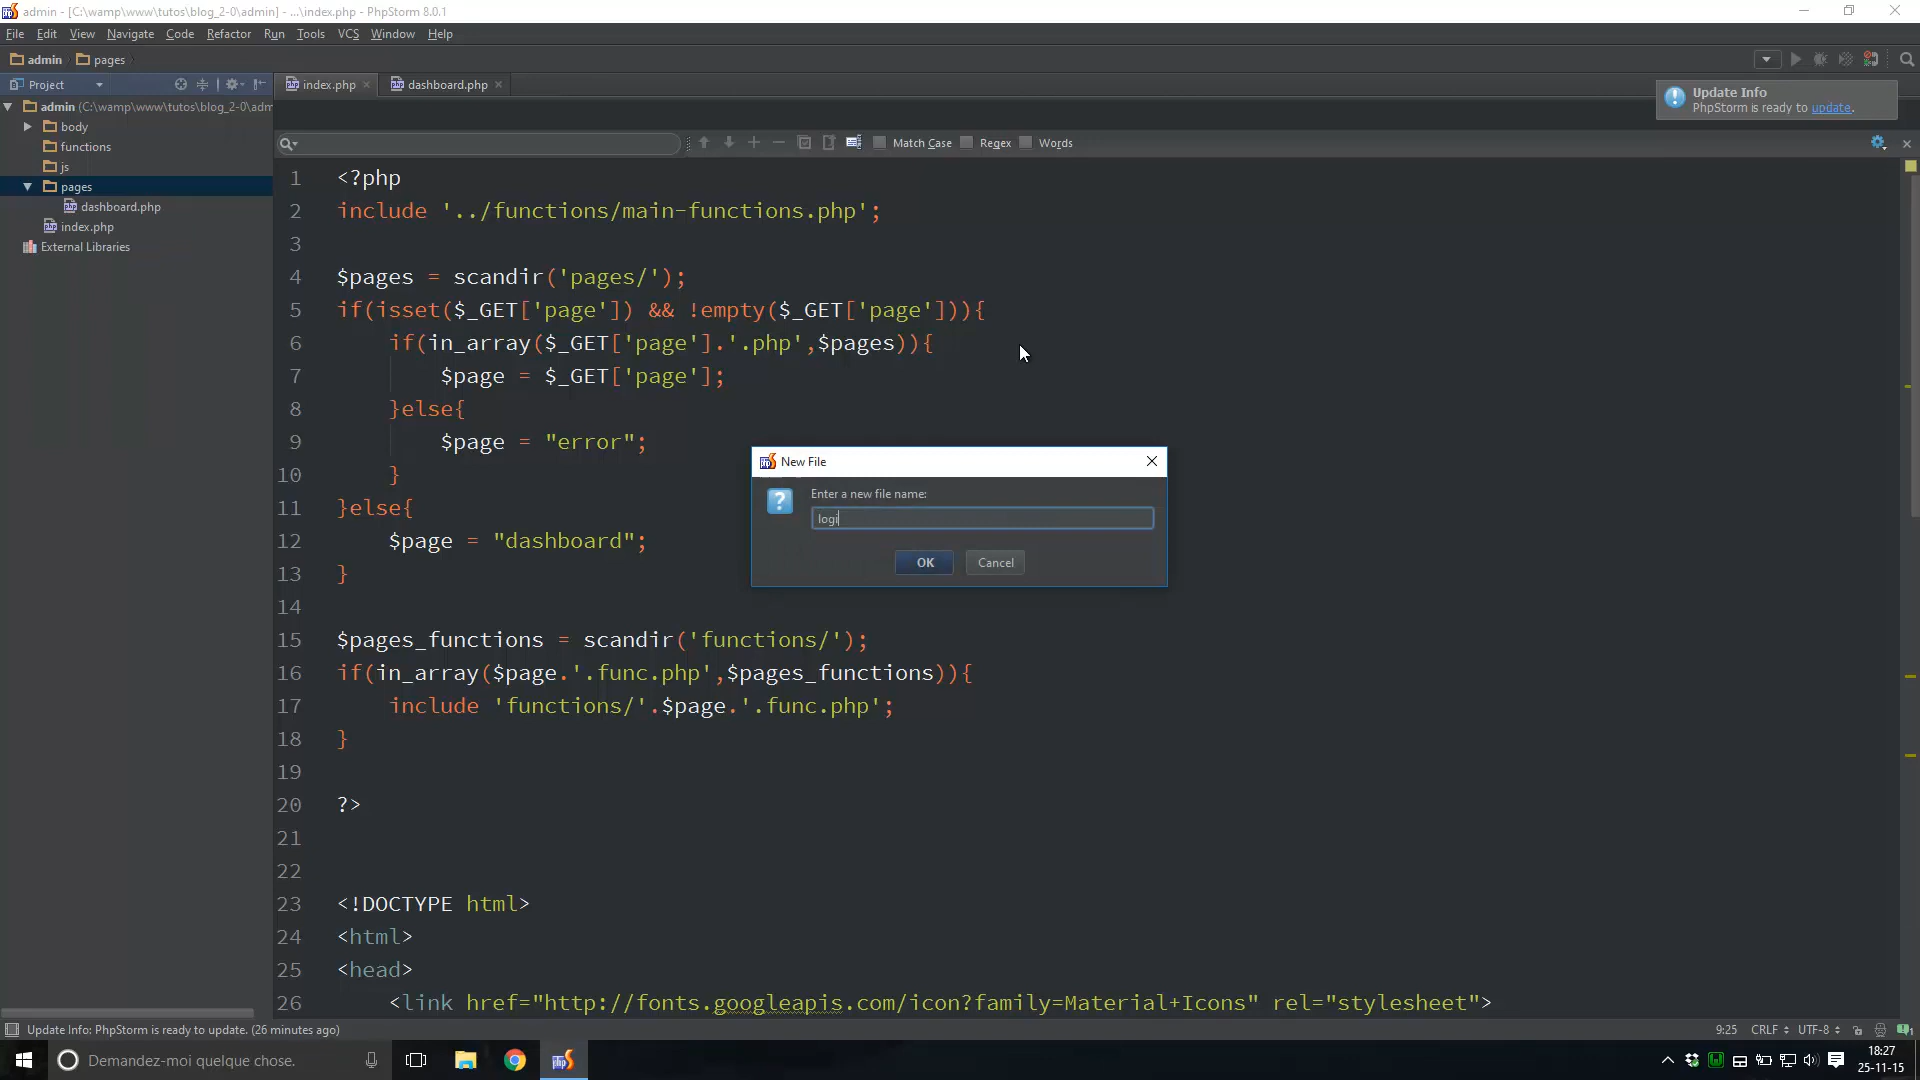 admin - [C:\wamp\www\tutos\blog_2-0\admin] - ...\index.php - PhpStorm 8.0.1
File Edit View Navigate Code Refactor Run Tools VCS Window Help
admin pages
Project index.php dashboard.php
admin (C:\wamp\www\tutos\blog_2-0\adm
body
functions
js
pages
dashboard.php
index.php
External Libraries
Update Info
PhpStorm is ready to update.
Match Case Regex Words
1 <?php
2 include '../functions/main-functions.php';
3
4 $pages = scandir('pages/');
5 if(isset($_GET['page']) && !empty($_GET['page'])){
6 if(in_array($_GET['page'].'.php',$pages)){
7 $page = $_GET['page'];
8 }else{
9 $page = "error";
10 }
11 }else{
12 $page = "dashboard";
13 }
14
15 $pages_functions = scandir('functions/');
16 if(in_array($page.'.func.php',$pages_functions)){
17 include 'functions/'.$page.'.func.php';
18 }
19
20 ?>
21
22
23 <!DOCTYPE html>
24 <html>
25 <head>
26 <link href="http://fonts.googleapis.com/icon?family=Material+Icons" rel="stylesheet">
New File
Enter a new file name:
logi
OK Cancel
Update Info: PhpStorm is ready to update. (26 minutes ago)
9:25 CRLF UTF-8
Demandez-moi quelque chose.
18:27
25-11-15